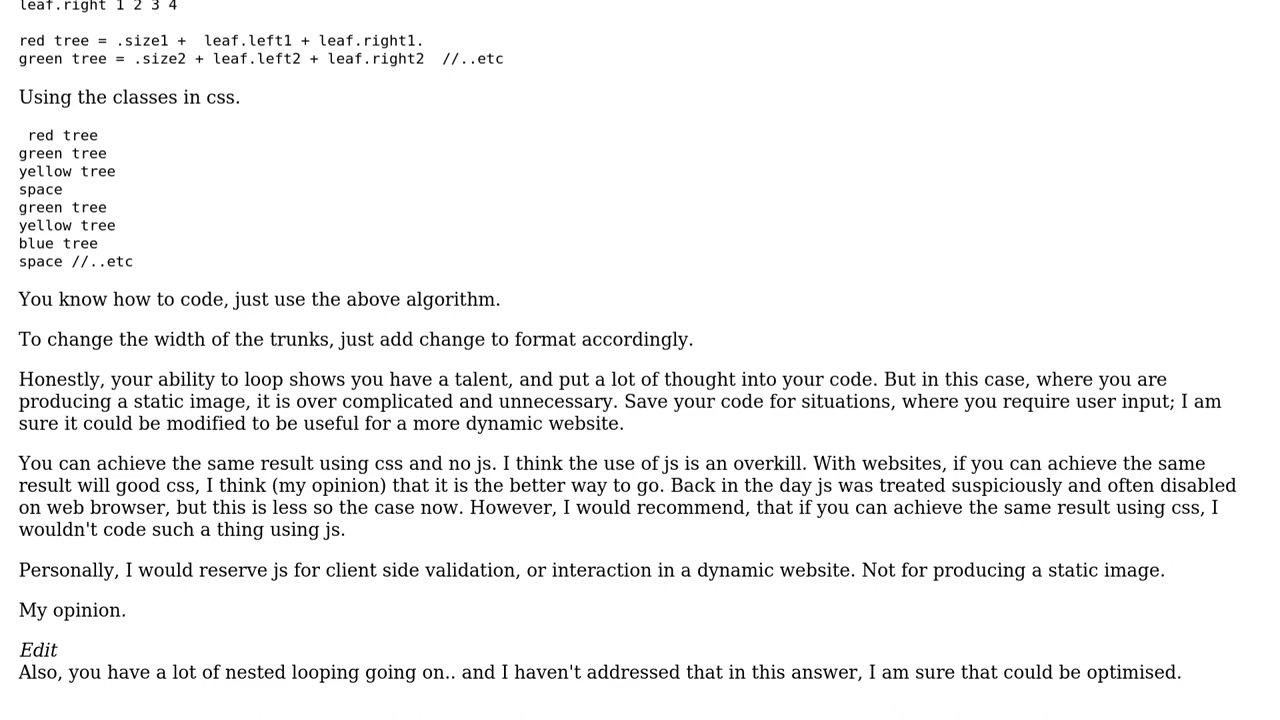 leaf.right 1 2 3 4
red tree = .size1 +  leaf.left1 + leaf.right1.
green tree = .size2 + leaf.left2 + leaf.right2  //..etc
Using the classes in css.
red tree
green tree
yellow tree
space
green tree
yellow tree
blue tree
space //..etc
You know how to code, just use the above algorithm.
To change the width of the trunks, just add change to format accordingly.
Honestly, your ability to loop shows you have a talent, and put a lot of thought into your code. But in this case, where you are
producing a static image, it is over complicated and unnecessary. Save your code for situations, where you require user input; I am
sure it could be modified to be useful for a more dynamic website.
You can achieve the same result using css and no js. I think the use of js is an overkill. With websites, if you can achieve the same
result will good css, I think (my opinion) that it is the better way to go. Back in the day js was treated suspiciously and often disabled
on web browser, but this is less so the case now. However, I would recommend, that if you can achieve the same result using css, I
wouldn't code such a thing using js.
Personally, I would reserve js for client side validation, or interaction in a dynamic website. Not for producing a static image.
My opinion.
Edit
Also, you have a lot of nested looping going on.. and I haven't addressed that in this answer, I am sure that could be optimised.